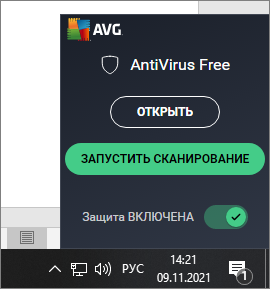 AVG
AntiVirus Free
ОТКРЫТЬ
ЗАПУСТИТЬ СКАНИРОВАНИЕ
Защита ВКЛЮЧЕНА
РУС
14:21
09.11.2021
1